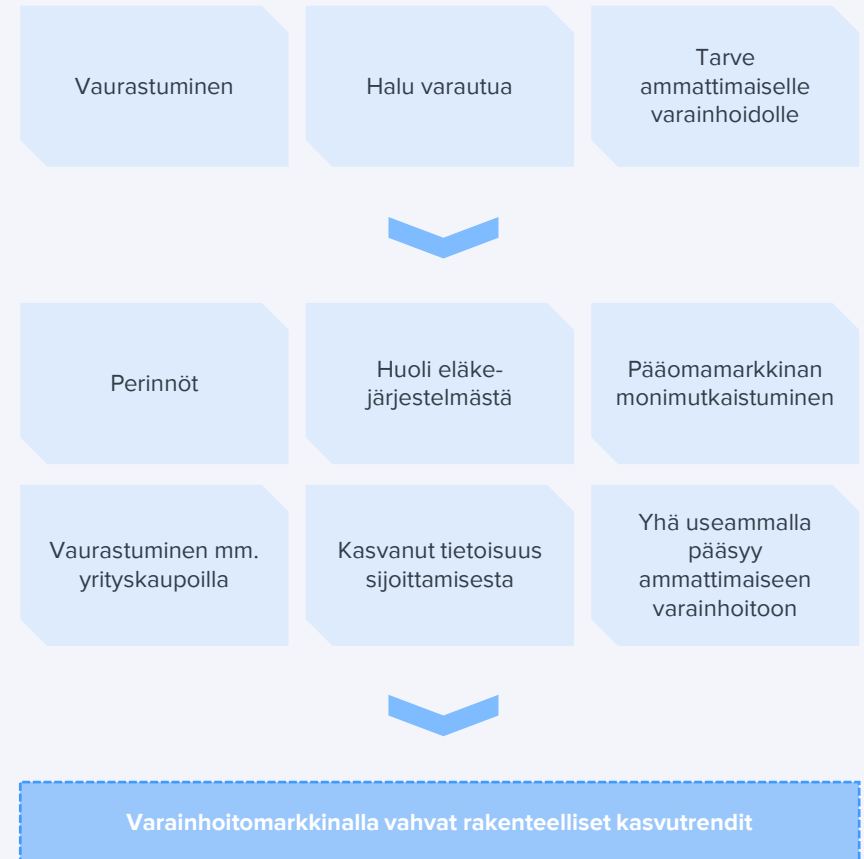 Vaurastuminen
Halu varautua
Tarve
ammattimaiselle
varainhoidolle
Perinnöt
Huoli eläke-
järjestelmästä
Pääomamarkkinan
monimutkaistuminen
Vaurastuminen mm.
yrityskaupoilla
Kasvanut tietoisuus
sijoittamisesta
Yhä useammalla
pääsyy
ammattimaiseen
varainhoitoon
Varainhoitomarkkinalla vahvat rakenteelliset kasvutrendit